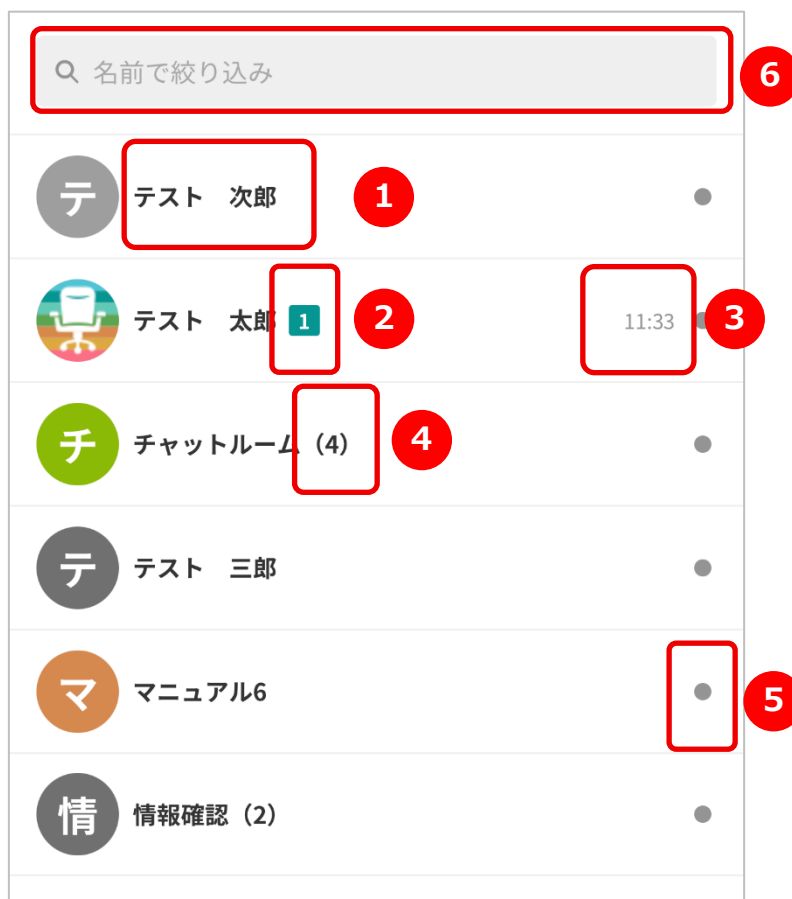 名前で絞り込み 6
テ テスト　次郎 1
テスト　太郎 1 2 11:33 3
チ チャットルーム（4） 4
テ テスト　三郎
マ マニュアル6 5
情 情報確認（2）